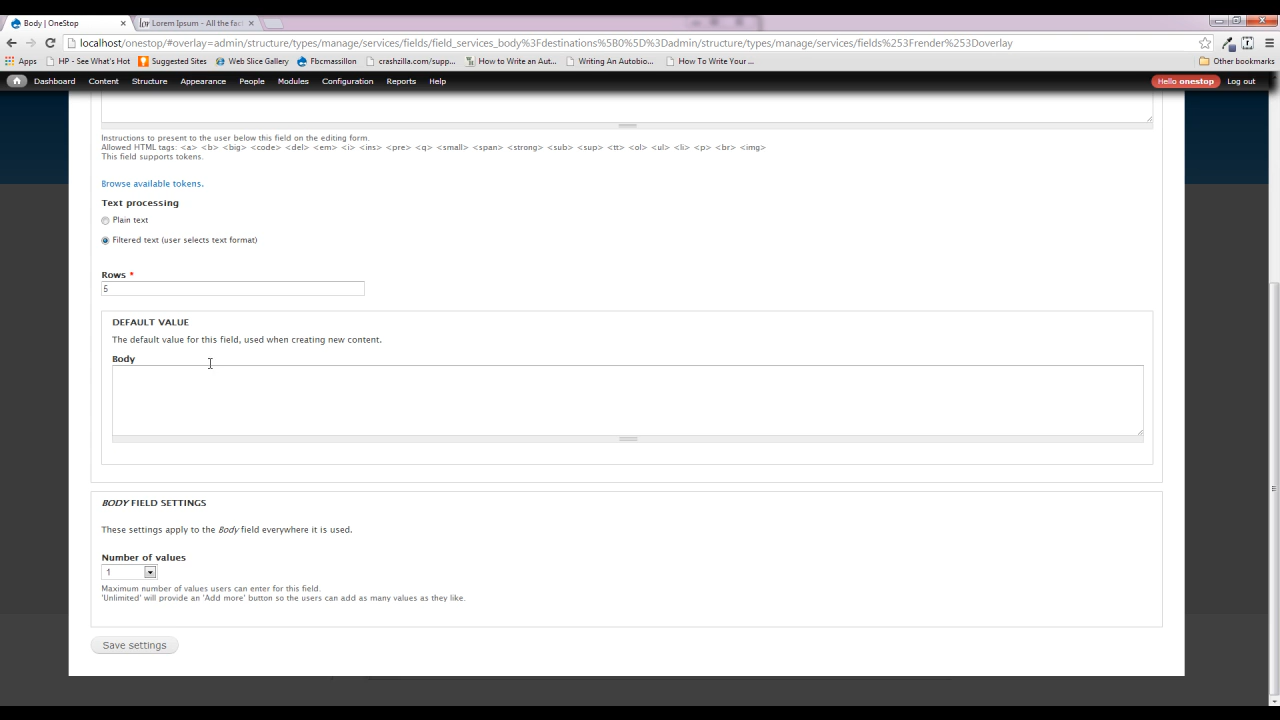 Body | OneStop
Lorem Ipsum - All the fac
localhost/onestop/#overlay=admin/structure/types/manage/services/fields/field_services_body%3Fdestinations%5B0%5D%3Dadmin/structure/types/manage/services/fields%253Frender%253Doverlay
Apps HP - See What's Hot Suggested Sites Web Slice Gallery Fbcmassillon crashzilla.com/supp... How to Write an Aut... Writing An Autobio... How To Write Your ... Other bookmarks
Dashboard Content Structure Appearance People Modules Configuration Reports Help Hello onestop Log out
Instructions to present to the user below this field on the editing form.
Allowed HTML tags: <a> <b> <big> <code> <del> <em> <i> <ins> <pre> <q> <small> <span> <strong> <sub> <sup> <tt> <ol> <ul> <li> <p> <br> <img>
This field supports tokens.
Browse available tokens.
Text processing
Plain text
Filtered text (user selects text format)
Rows *
5
DEFAULT VALUE
The default value for this field, used when creating new content.
Body
BODY FIELD SETTINGS
These settings apply to the Body field everywhere it is used.
Number of values
1
Maximum number of values users can enter for this field.
'Unlimited' will provide an 'Add more' button so the users can add as many values as they like.
Save settings